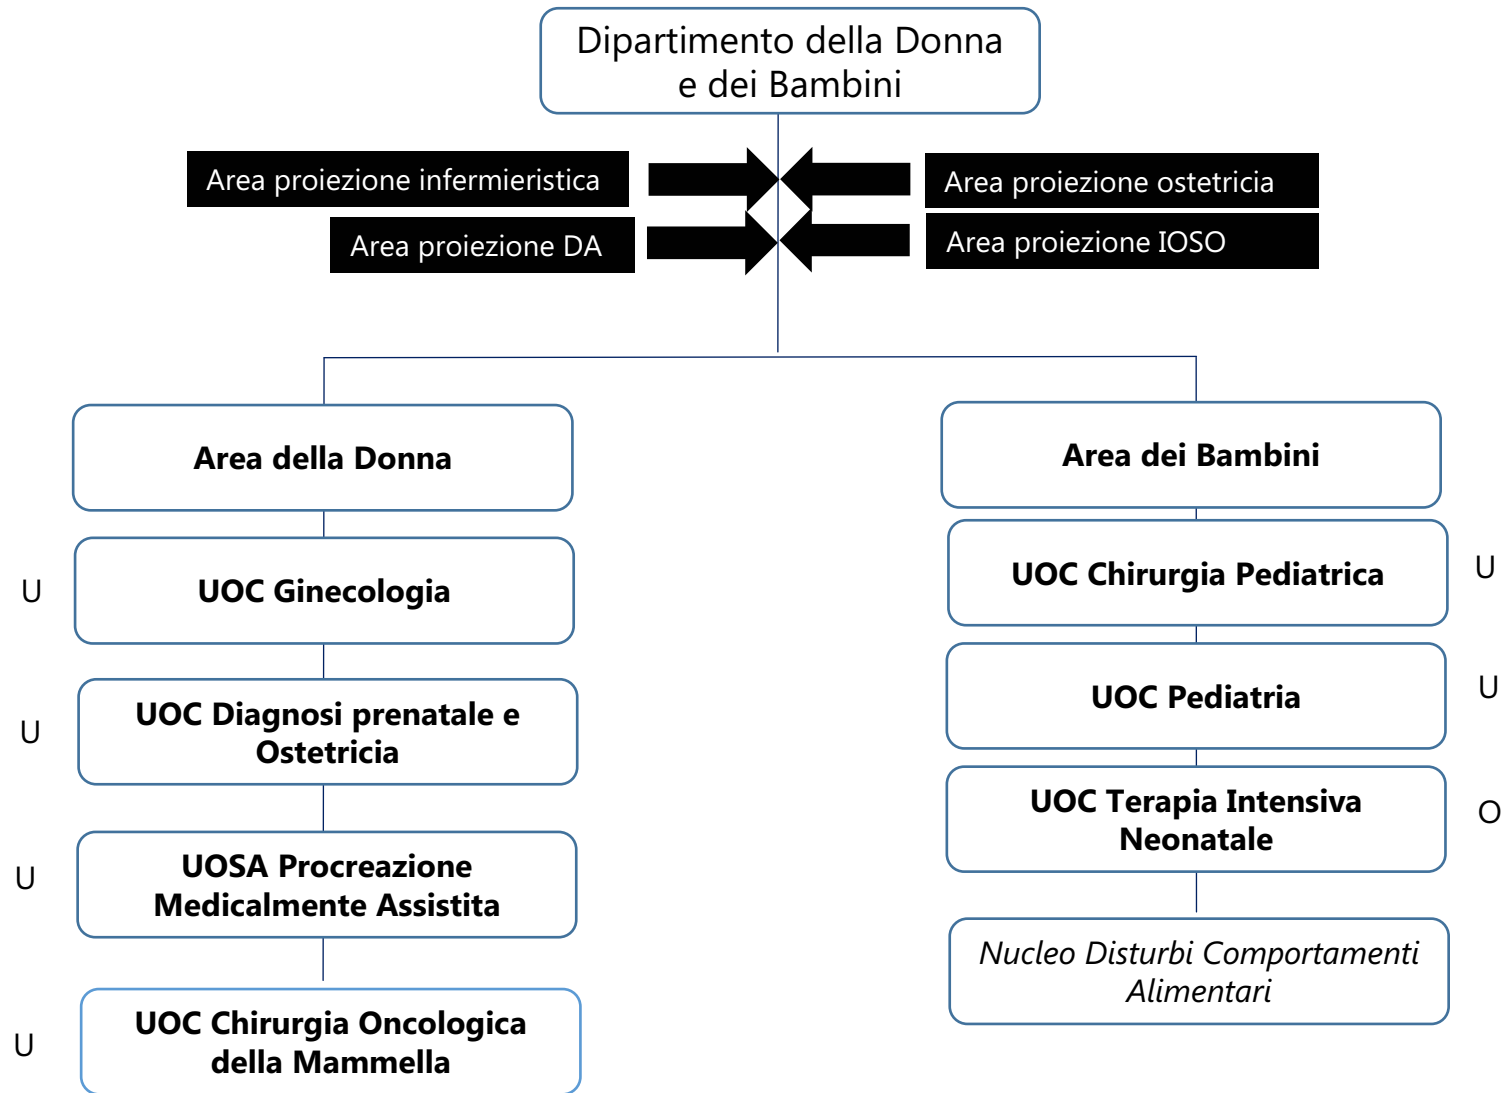 Dipartimento della Donna
e dei Bambini
Area proiezione infermieristica
Area proiezione ostetricia
Area proiezione DA
Area proiezione IOSO
Area della Donna
U
UOC Ginecologia
U
UOC Diagnosi prenatale e
Ostetricia
U
UOSA Procreazione
Medicalmente Assistita
U
UOC Chirurgia Oncologica
della Mammella
Area dei Bambini
UOC Chirurgia Pediatrica
U
UOC Pediatria
U
UOC Terapia Intensiva
Neonatale
O
Nucleo Disturbi Comportamenti
Alimentari